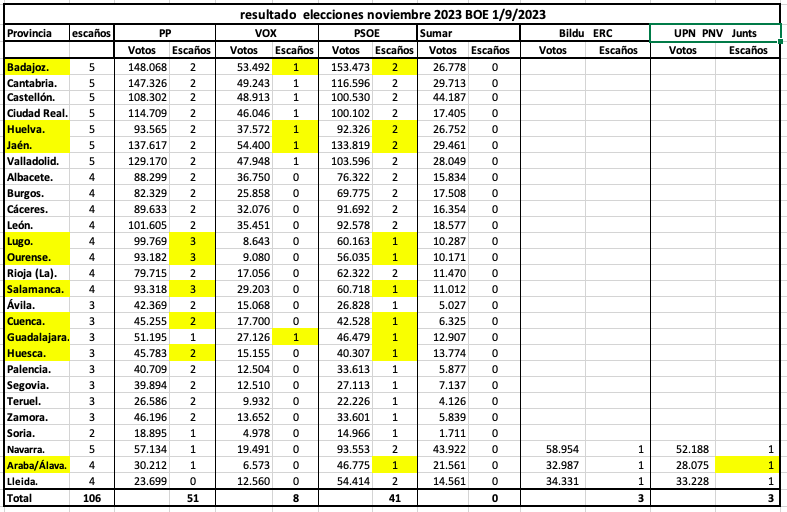 resultado elecciones noviembre 2023 BOE 1/9/2023
Provincia escaños PP VOX PSOE Sumar Bildu ERC UPN PNV Junts
Votos Escaños Votos Escaños Votos Escaños Votos Escaños Votos Escaños Votos Escaños
Badajoz. 5 148.068 2 53.492 1 153.473 2 26.778 0
Cantabria. 5 147.326 2 49.243 1 116.596 2 29.713 0
Castellón. 5 108.302 2 48.913 1 100.530 2 44.187 0
Ciudad Real. 5 114.709 2 46.046 1 100.102 2 17.405 0
Huelva. 5 93.565 2 37.572 1 92.326 2 26.752 0
Jaén. 5 137.617 2 54.400 1 133.819 2 29.461 0
Valladolid. 5 129.170 2 47.948 1 103.596 2 28.049 0
Albacete. 4 88.299 2 36.750 0 76.322 2 15.834 0
Burgos. 4 82.329 2 25.858 0 69.775 2 17.508 0
Cáceres. 4 89.633 2 32.076 0 91.692 2 16.354 0
León. 4 101.605 2 35.451 0 92.578 2 18.577 0
Lugo. 4 99.769 3 8.643 0 60.163 1 10.287 0
Ourense. 4 93.182 3 9.080 0 56.035 1 10.171 0
Rioja (La). 4 79.715 2 17.056 0 62.322 2 11.470 0
Salamanca. 4 93.318 3 29.203 0 60.718 1 11.012 0
Ávila. 3 42.369 2 15.068 0 26.828 1 5.027 0
Cuenca. 3 45.255 2 17.700 0 42.528 1 6.325 0
Guadalajara. 3 51.195 1 27.126 1 46.479 1 12.907 0
Huesca. 3 45.783 2 15.155 0 40.307 1 13.774 0
Palencia. 3 40.709 2 12.504 0 33.613 1 5.877 0
Segovia. 3 39.894 2 12.510 0 27.113 1 7.137 0
Teruel. 3 26.586 2 9.932 0 22.226 1 4.126 0
Zamora. 3 46.196 2 13.652 0 33.601 1 5.839 0
Soria. 2 18.895 1 4.978 0 14.966 1 1.711 0
Navarra. 5 57.134 1 19.491 0 93.553 2 43.922 0 58.954 1 52.188 1
Araba/Álava. 4 30.212 1 6.573 0 46.775 1 21.561 0 32.987 1 28.075 1
Lleida. 4 23.699 0 12.560 0 54.414 2 14.561 0 34.331 1 33.228 1
Total 106 51 8 41 0 3 3